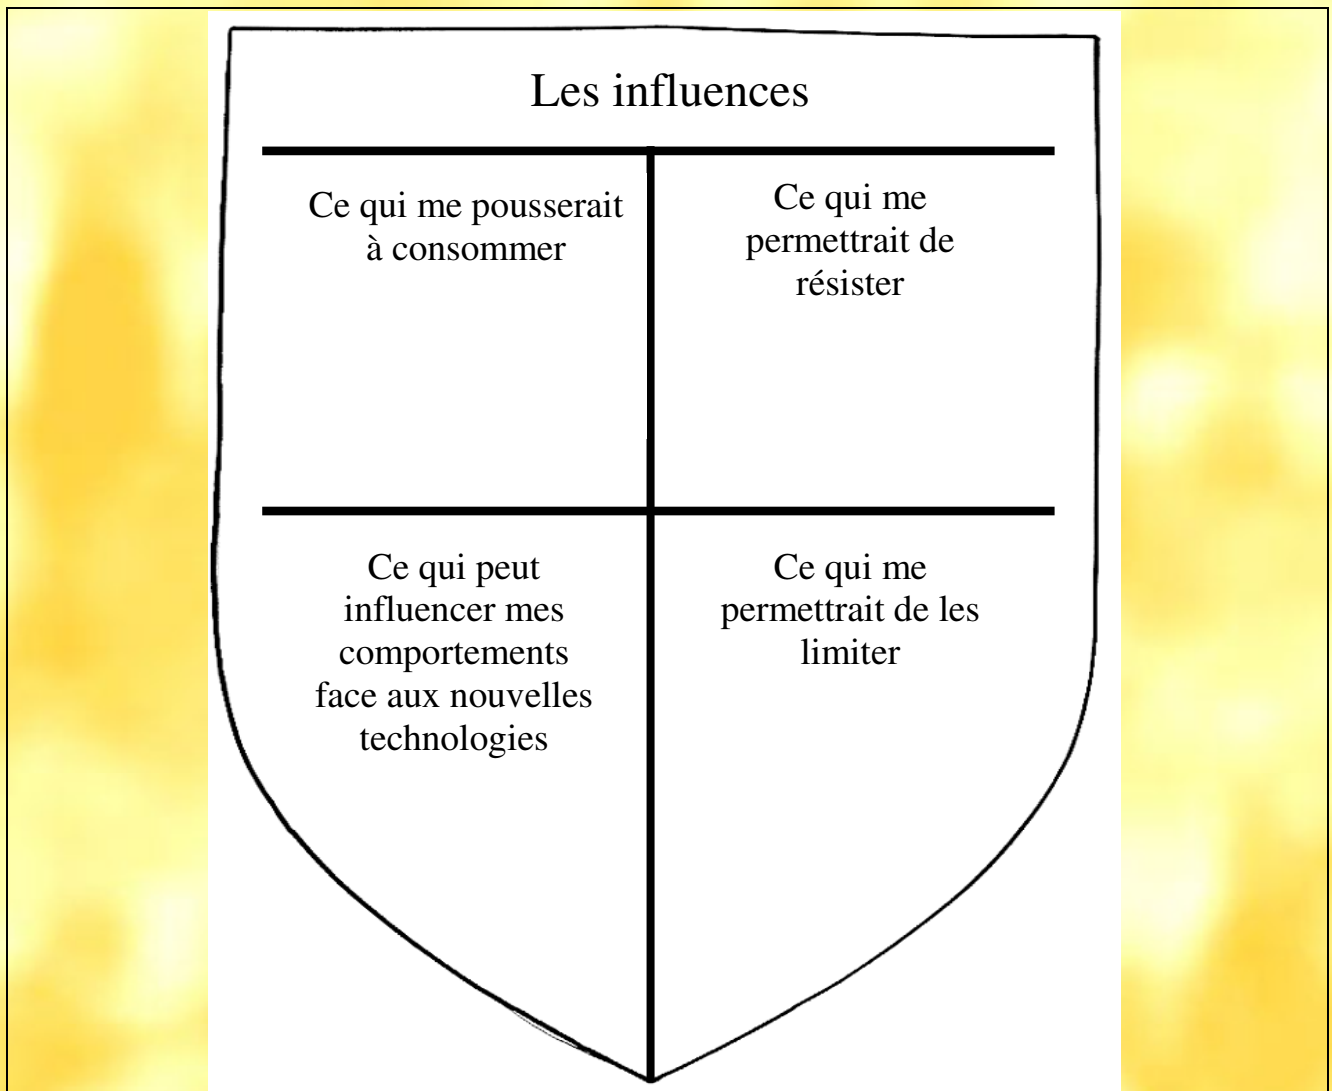 Les influences
Ce qui me pousserait
à consommer
Ce qui me
permettrait de
résister
Ce qui peut
influencer mes
comportements
face aux nouvelles
technologies
Ce qui me
permettrait de les
limiter